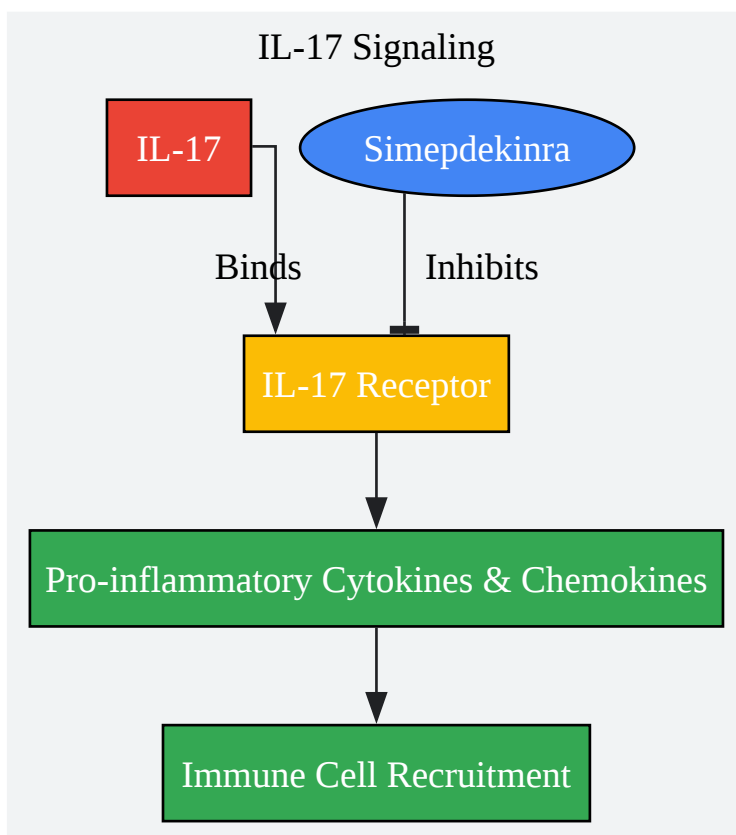 IL-17 Signaling
IL-17
Simepdekinra
Binds
Inhibits
IL-17 Receptor
Pro-inflammatory Cytokines & Chemokines
Immune Cell Recruitment